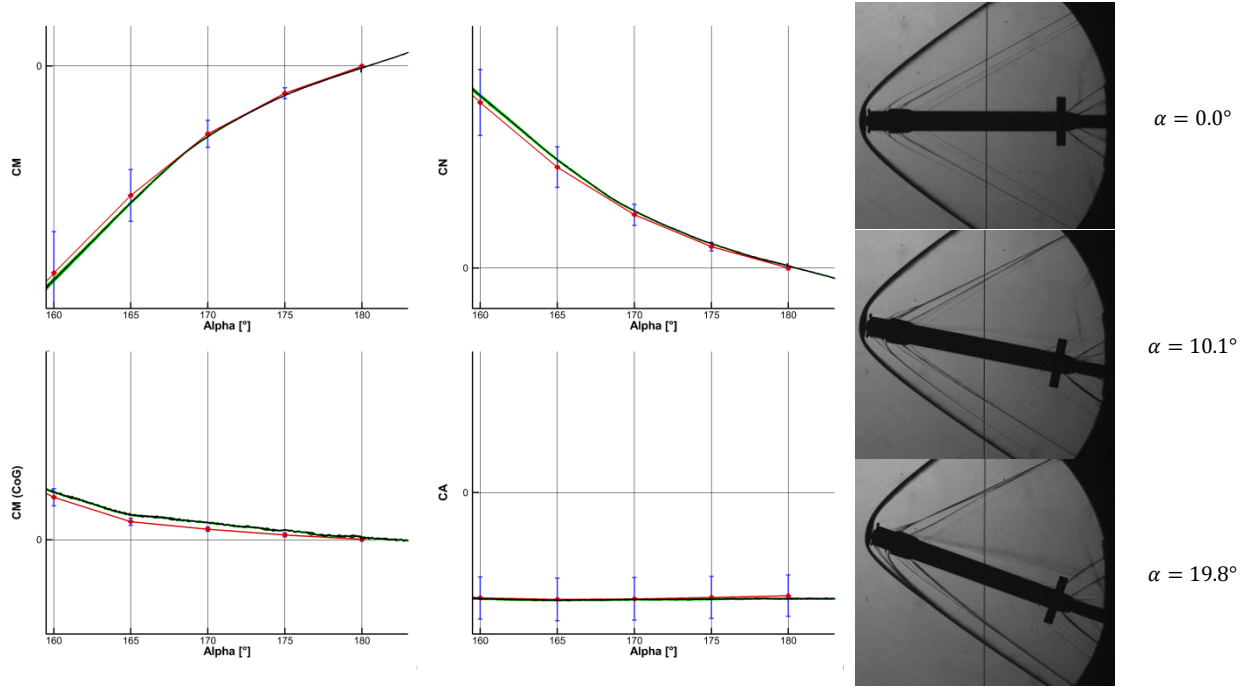 CM
0
160 165 170 175 180
Alpha [°]
CN
0
160 165 170 175 180
Alpha [°]
CM (CoG)
0
160 165 170 175 180
Alpha [°]
CA
0
160 165 170 175 180
Alpha [°]
α = 0.0°
α = 10.1°
α = 19.8°